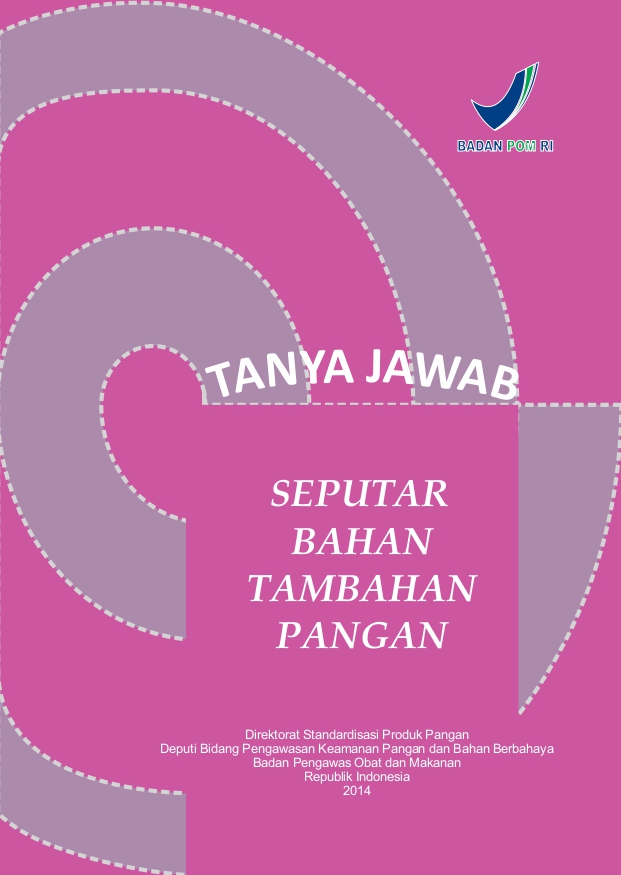 BADAN POM RI
TANYA JAWAB
SEPUTAR
BAHAN
TAMBAHAN
PANGAN
Direktorat Standardisasi Produk Pangan
Deputi Bidang Pengawasan Keamanan Pangan dan Bahan Berbahaya
Badan Pengawas Obat dan Makanan
Republik Indonesia
2014